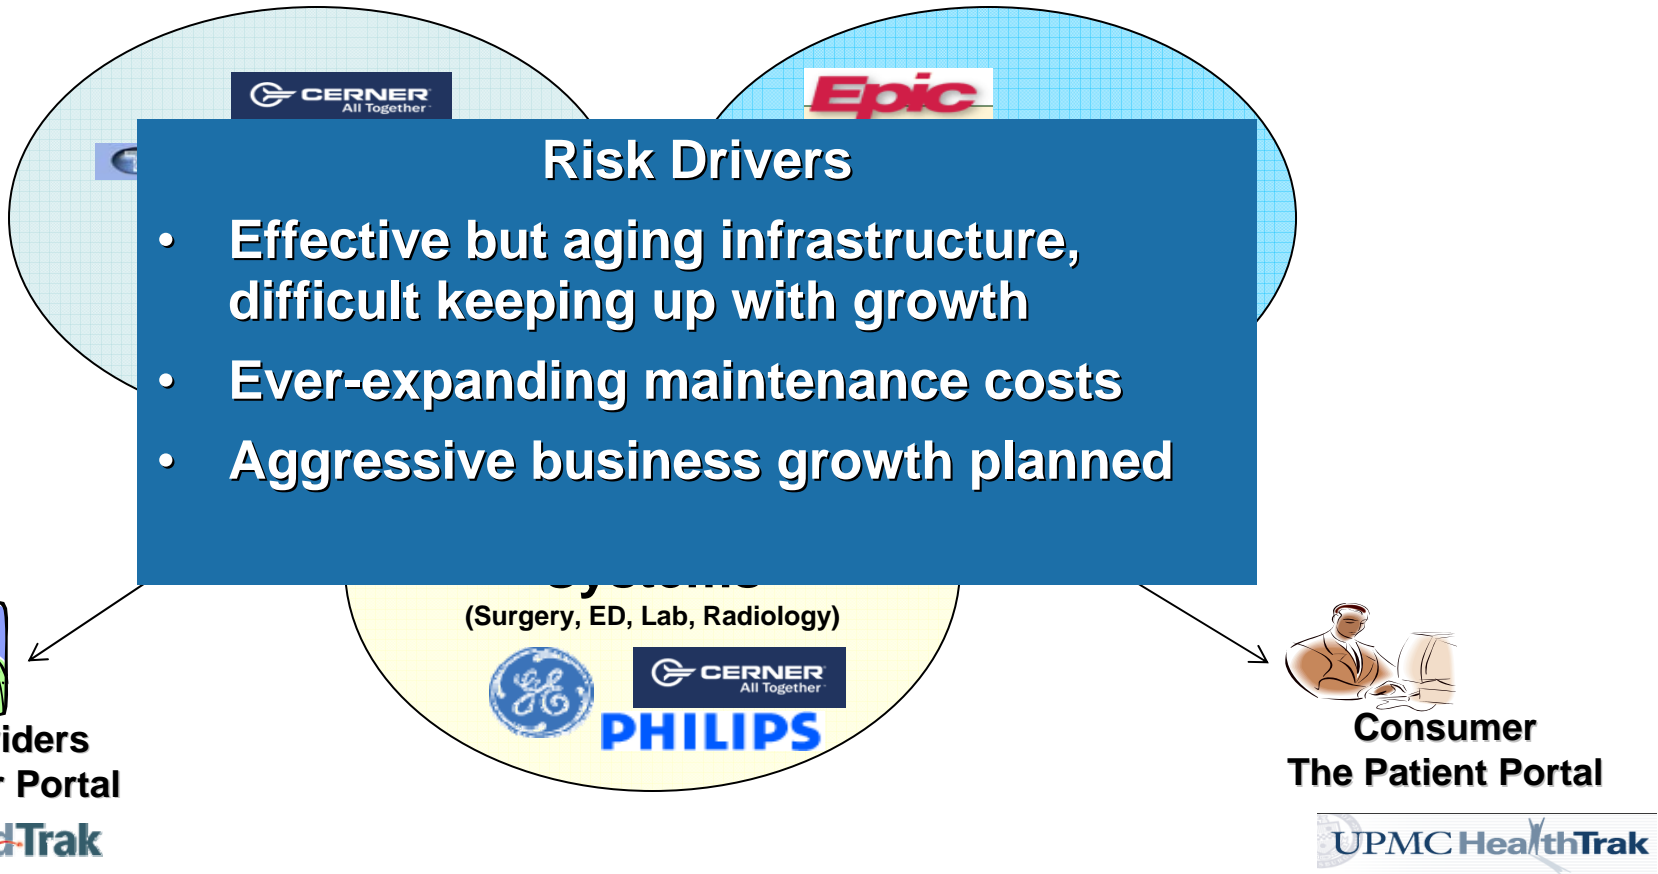 CERNER
All Together
Epic
Risk Drivers
• Effective but aging infrastructure,
difficult keeping up with growth
• Ever-expanding maintenance costs
• Aggressive business growth planned
(Surgery, ED, Lab, Radiology)
GE
CERNER
All Together
PHILIPS
iders
r Portal
dTrak
Consumer
The Patient Portal
UPMC HealthTrak